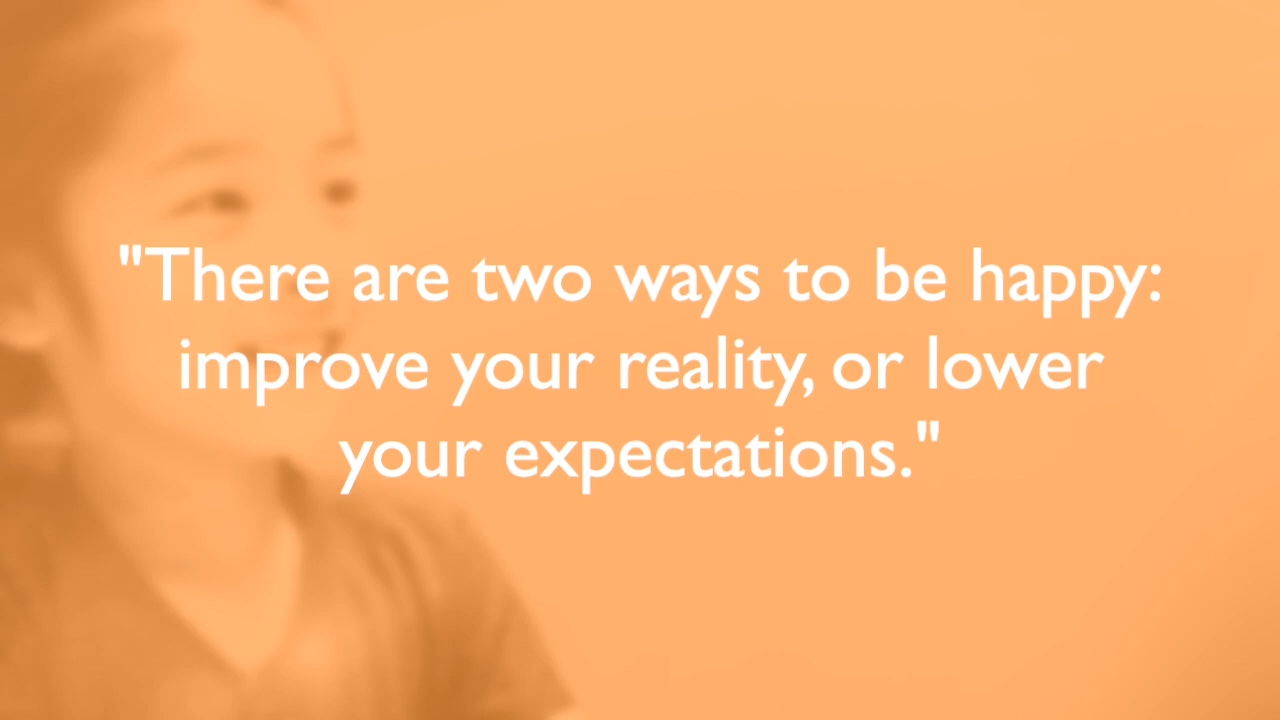 "There are two ways to be happy:
improve your reality, or lower
your expectations."